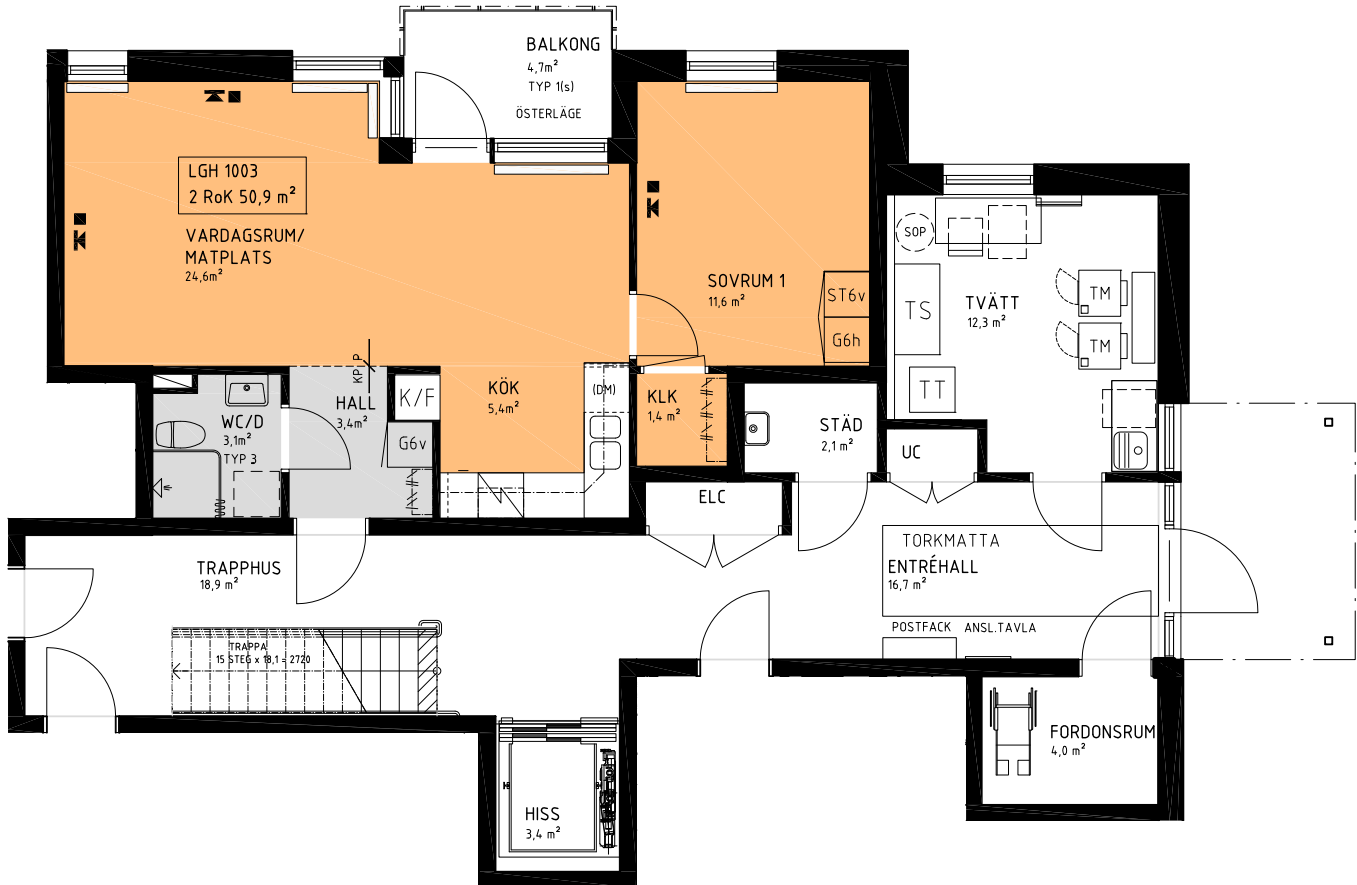 BALKONG
4,7m²
TYP 1(s)
ÖSTERLÄGE
LGH 1003
2 RoK 50,9 m²
VARDAGSRUM/
MATPLATS
24,6m²
SOVRUM 1
11,6 m²
ST6v
G6h
SOP
TS
TVÄTT
12,3 m²
TM
TM
TT
KP P
KÖK
5,4m²
(DM)
KLK
1,4 m²
K/F
G6v
HALL
3,4m²
WC/D
3,1m²
TYP 3
STÄD
2,1 m²
UC
ELC
TRAPPHUS
18,9 m²
TORKMATTA
ENTRÉHALL
16,7 m²
POSTFACK ANSL.TAVLA
TRAPPA
15 STEG x 18,1 = 2720
FORDONSRUM
4,0 m²
HISS
3,4 m²